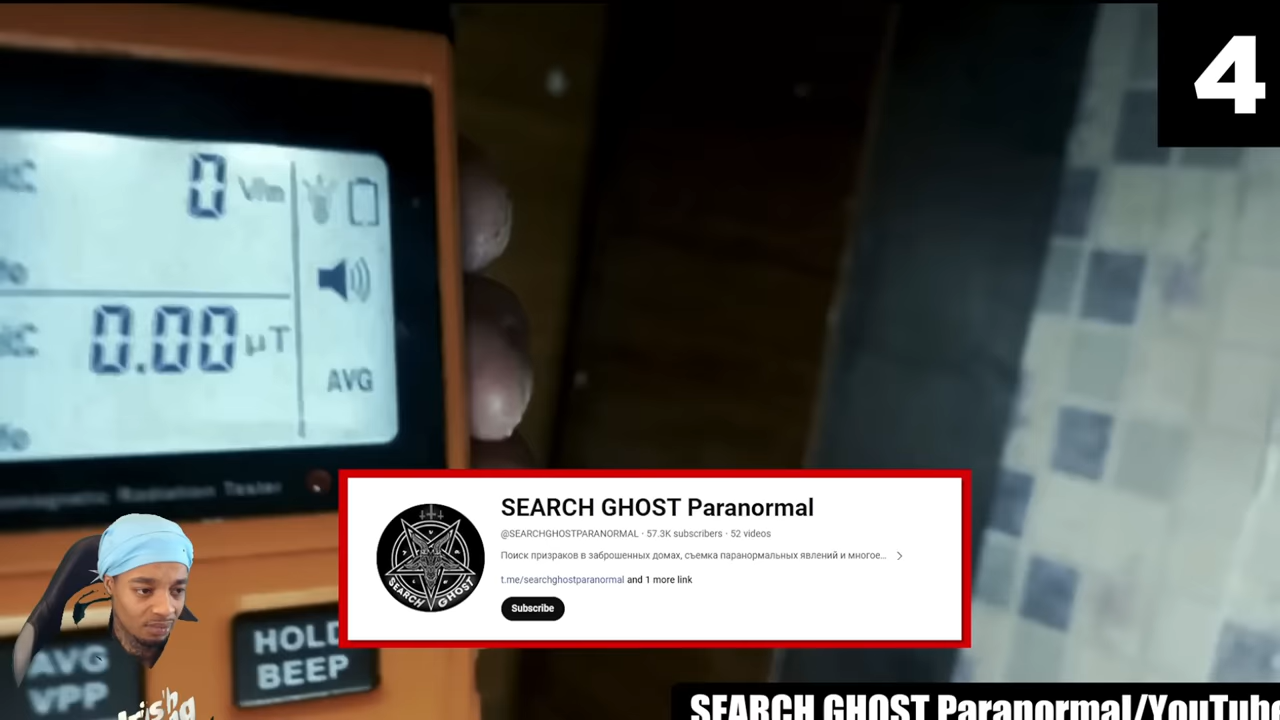 4
0 V/m
0.00 µT
AVG
Radiation Tester
HOLD
BEEP
AVG
VPP
SEARCH GHOST Paranormal
@SEARCHGHOSTPARANORMAL · 57.3K subscribers · 52 videos
Поиск призраков в заброшенных домах, съемка паранормальных явлений и многое...
t.me/searchghostparanormal and 1 more link
Subscribe
SEARCH GHOST
SEARCH GHOST Paranormal/YouTube